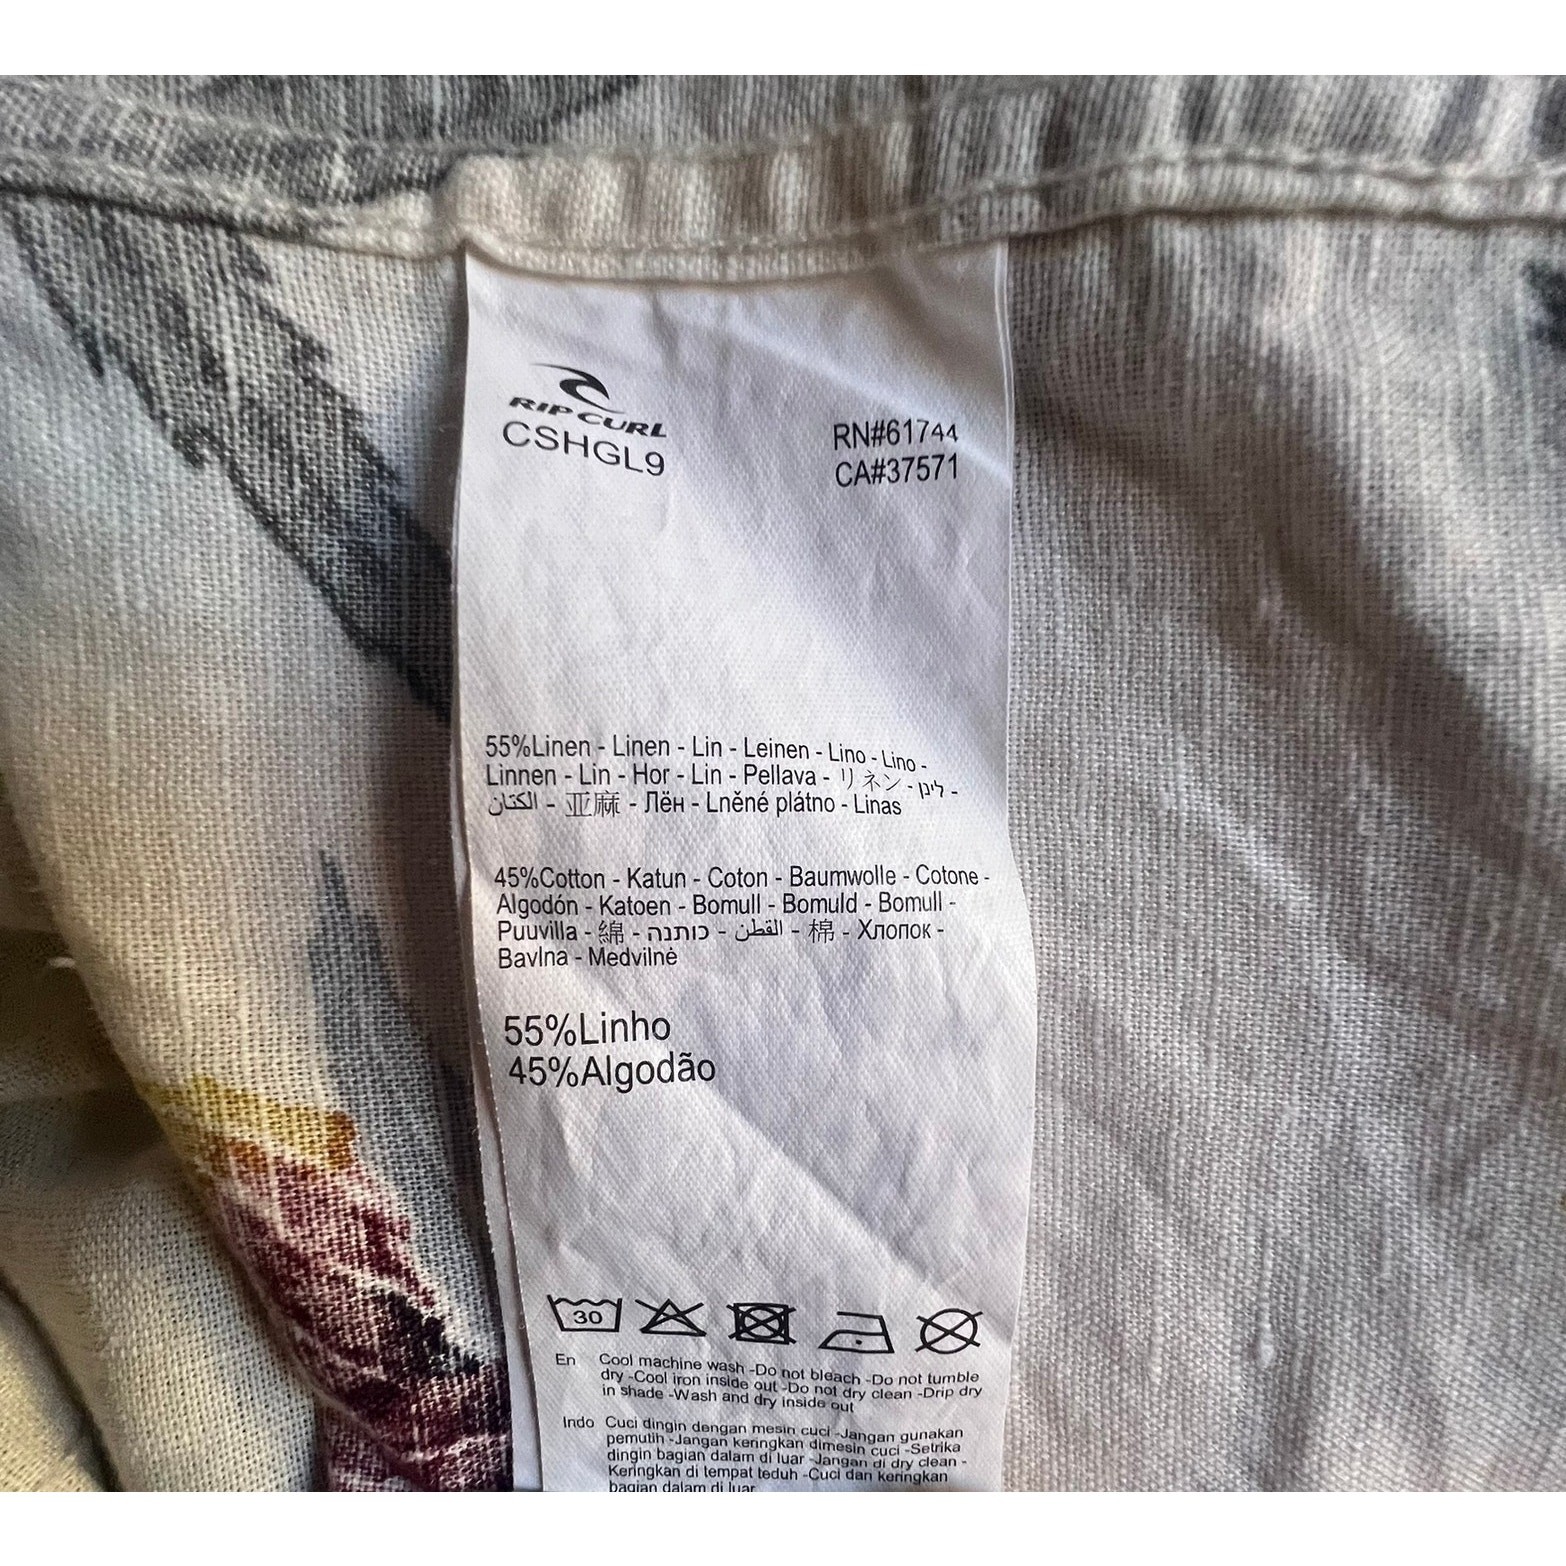 RIP CURL
CSHGL9
RN#61744
CA#37571
55%Linen - Linen - Lin - Leinen - Lino - Lino -
Linnen - Lin - Hor - Lin - Pellava - リネン - לינן -
الكتان - 亚麻 - Лён - Lněné plátno - Linas
45%Cotton - Katun - Coton - Baumwolle - Cotone -
Algodón - Katoen - Bomull - Bomuld - Bomull -
Puuvilla - 綿 - כותנה - القطن - 棉 - Хлопок -
Bavlna - Medvilnė
55%Linho
45%Algodão
30
En Cool machine wash -Do not bleach -Do not tumble
dry -Cool iron inside out -Do not dry clean -Drip dry
in shade -Wash and dry inside out
Indo Cuci dingin dengan mesin cuci -Jangan gunakan
pemutih -Jangan keringkan dimesin cuci -Setrika
dingin bagian dalam di luar -Jangan di dry clean -
Keringkan di tempat teduh -Cuci dan keringkan
bagian dalam di luar